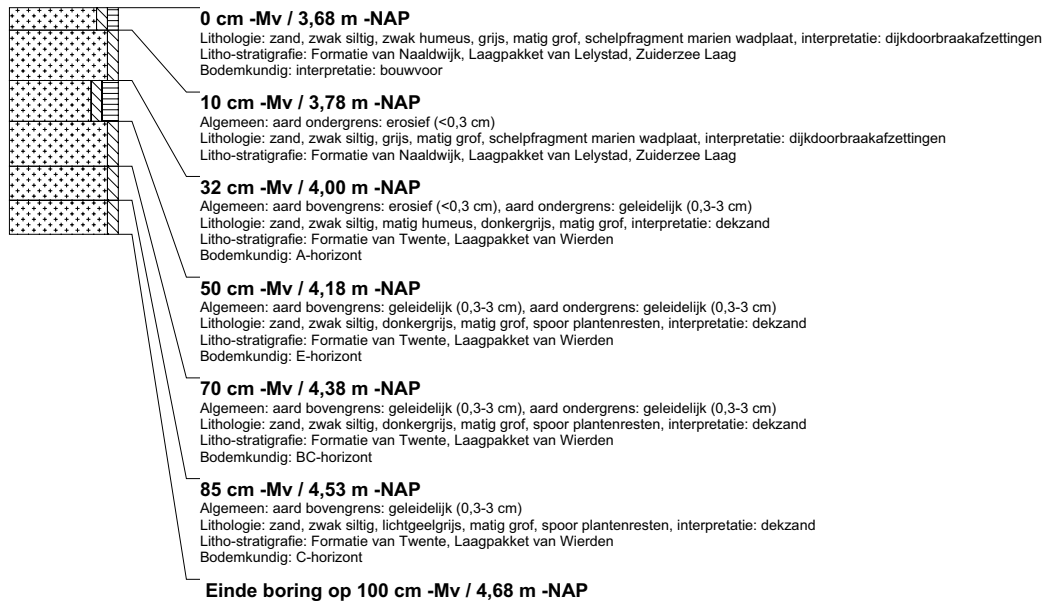 0 cm -Mv / 3,68 m -NAP
Lithologie: zand, zwak siltig, zwak humeus, grijs, matig grof, schelpfragment marien wadplaat, interpretatie: dijkdoorbraakafzettingen
Litho-stratigrafie: Formatie van Naaldwijk, Laagpakket van Lelystad, Zuiderzee Laag
Bodemkundig: interpretatie: bouwvoor
10 cm -Mv / 3,78 m -NAP
Algemeen: aard ondergrens: erosief (<0,3 cm)
Lithologie: zand, zwak siltig, grijs, matig grof, schelpfragment marien wadplaat, interpretatie: dijkdoorbraakafzettingen
Litho-stratigrafie: Formatie van Naaldwijk, Laagpakket van Lelystad, Zuiderzee Laag
32 cm -Mv / 4,00 m -NAP
Algemeen: aard bovengrens: erosief (<0,3 cm), aard ondergrens: geleidelijk (0,3-3 cm)
Lithologie: zand, zwak siltig, matig humeus, donkergrijs, matig grof, interpretatie: dekzand
Litho-stratigrafie: Formatie van Twente, Laagpakket van Wierden
Bodemkundig: A-horizont
50 cm -Mv / 4,18 m -NAP
Algemeen: aard bovengrens: geleidelijk (0,3-3 cm), aard ondergrens: geleidelijk (0,3-3 cm)
Lithologie: zand, zwak siltig, donkergrijs, matig grof, spoor plantenresten, interpretatie: dekzand
Litho-stratigrafie: Formatie van Twente, Laagpakket van Wierden
Bodemkundig: E-horizont
70 cm -Mv / 4,38 m -NAP
Algemeen: aard bovengrens: geleidelijk (0,3-3 cm), aard ondergrens: geleidelijk (0,3-3 cm)
Lithologie: zand, zwak siltig, donkergrijs, matig grof, spoor plantenresten, interpretatie: dekzand
Litho-stratigrafie: Formatie van Twente, Laagpakket van Wierden
Bodemkundig: BC-horizont
85 cm -Mv / 4,53 m -NAP
Algemeen: aard bovengrens: geleidelijk (0,3-3 cm)
Lithologie: zand, zwak siltig, lichtgeelgrijs, matig grof, spoor plantenresten, interpretatie: dekzand
Litho-stratigrafie: Formatie van Twente, Laagpakket van Wierden
Bodemkundig: C-horizont
Einde boring op 100 cm -Mv / 4,68 m -NAP